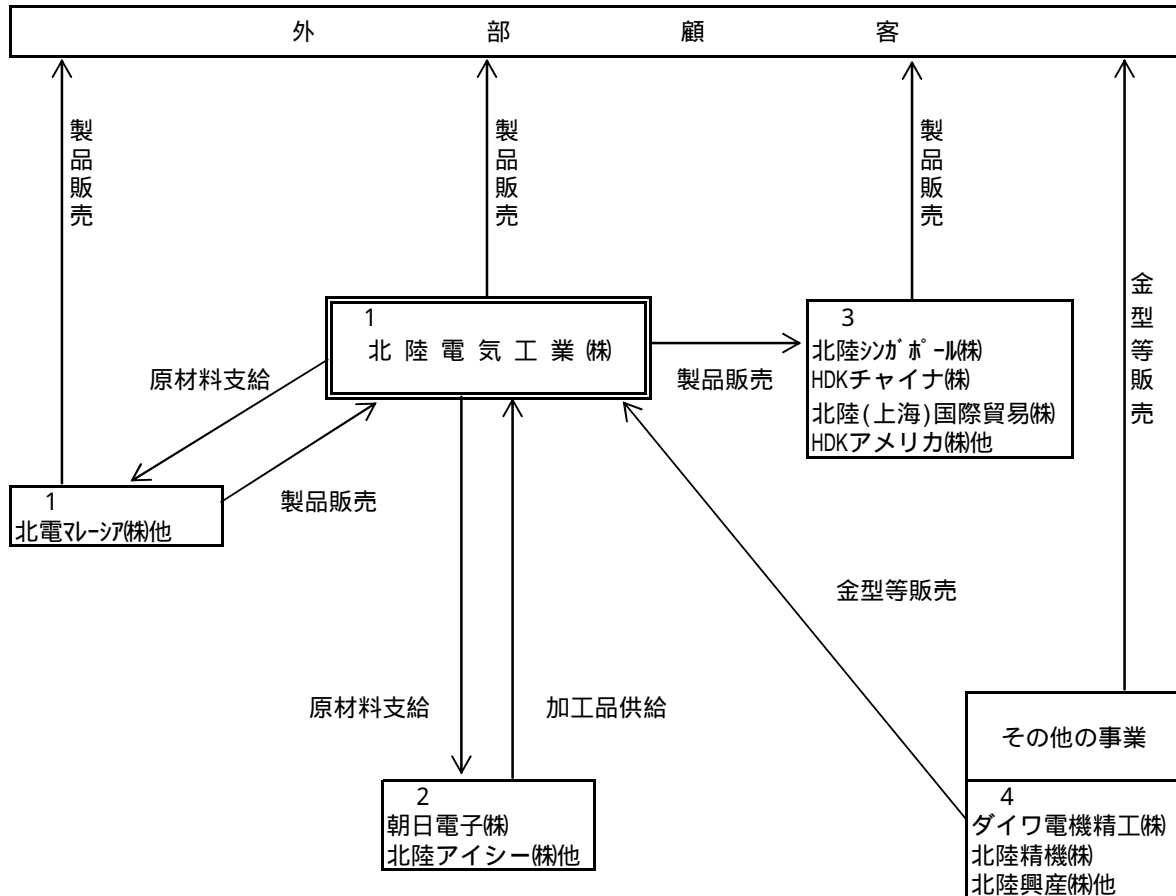 外部顧客
製品販売
製品販売
製品販売
金型等販売
1
北陸電気工業㈱
3
北陸ｼﾝｶﾞﾎﾟｰﾙ㈱
HDKチャイナ㈱
北陸(上海)国際貿易㈱
HDKアメリカ㈱他
原材料支給
製品販売
1
北電ﾏﾚｰｼｱ㈱他
製品販売
金型等販売
原材料支給
加工品供給
その他の事業
2
朝日電子㈱
北陸アイシー㈱他
4
ダイワ電機精工㈱
北陸精機㈱
北陸興産㈱他